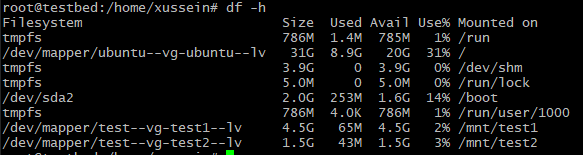 root@testbed:/home/xussein# df -h
Filesystem Size Used Avail Use% Mounted on
tmpfs 786M 1.4M 785M 1% /run
/dev/mapper/ubuntu--vg-ubuntu--lv 31G 8.9G 20G 31% /
tmpfs 3.9G 0 3.9G 0% /dev/shm
tmpfs 5.0M 0 5.0M 0% /run/lock
/dev/sda2 2.0G 253M 1.6G 14% /boot
tmpfs 786M 4.0K 786M 1% /run/user/1000
/dev/mapper/test--vg-test1--lv 4.5G 65M 4.5G 2% /mnt/test1
/dev/mapper/test--vg-test2--lv 1.5G 43M 1.5G 3% /mnt/test2